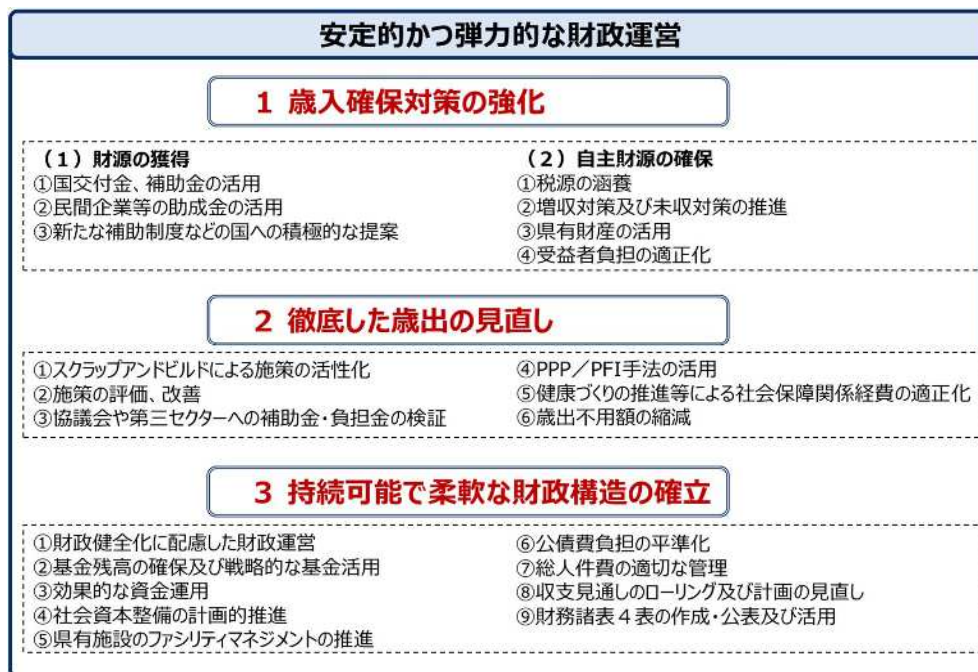 安定的かつ弾力的な財政運営
1 歳入確保対策の強化
（１）財源の獲得
①国交付金、補助金の活用
②民間企業等の助成金の活用
③新たな補助制度などの国への積極的な提案
（２）自主財源の確保
①税源の涵養
②増収対策及び未収対策の推進
③県有財産の活用
④受益者負担の適正化
2 徹底した歳出の見直し
①スクラップアンドビルドによる施策の活性化
②施策の評価、改善
③協議会や第三セクターへの補助金・負担金の検証
④PPP／PFI手法の活用
⑤健康づくりの推進等による社会保障関係経費の適正化
⑥歳出不用額の縮減
3 持続可能で柔軟な財政構造の確立
①財政健全化に配慮した財政運営
②基金残高の確保及び戦略的な基金活用
③効果的な資金運用
④社会資本整備の計画的推進
⑤県有施設のファシリティマネジメントの推進
⑥公債費負担の平準化
⑦総人件費の適切な管理
⑧収支見通しのローリング及び計画の見直し
⑨財務諸表４表の作成・公表及び活用